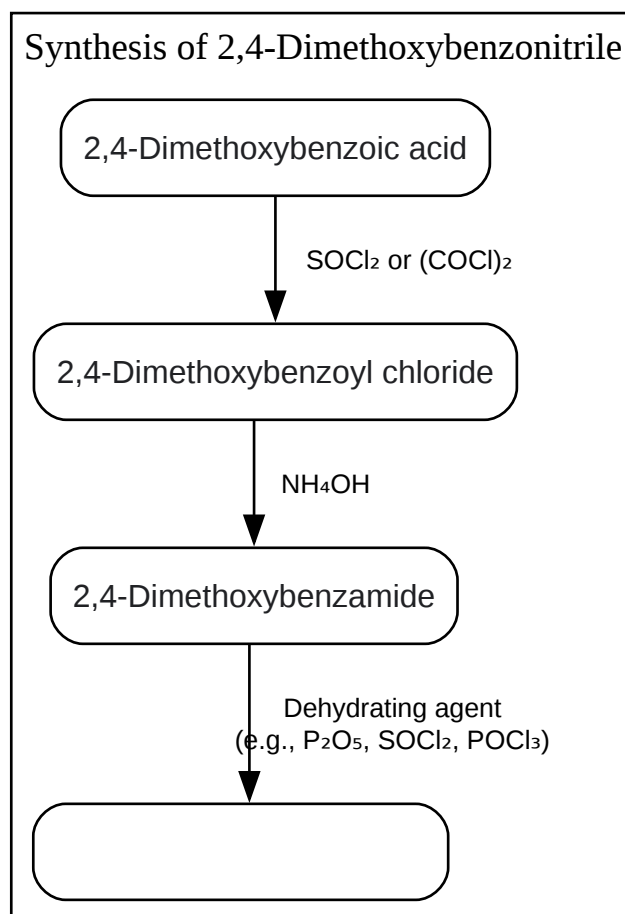 Synthesis of 2,4-Dimethoxybenzonitrile
2,4-Dimethoxybenzoic acid
SOCl₂ or (COCl)₂
2,4-Dimethoxybenzoyl chloride
NH₄OH
2,4-Dimethoxybenzamide
Dehydrating agent
(e.g., P₂O₅, SOCl₂, POCl₃)